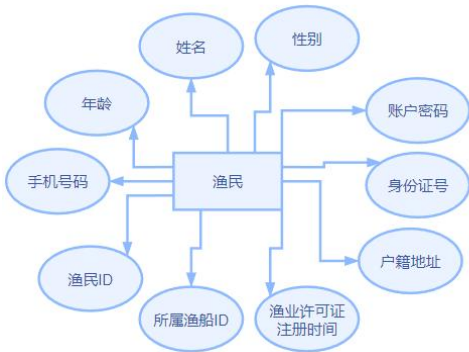 姓名
性别
年龄
账户密码
手机号码
渔民
身份证号
渔民ID
户籍地址
所属渔船ID
渔业许可证
注册时间